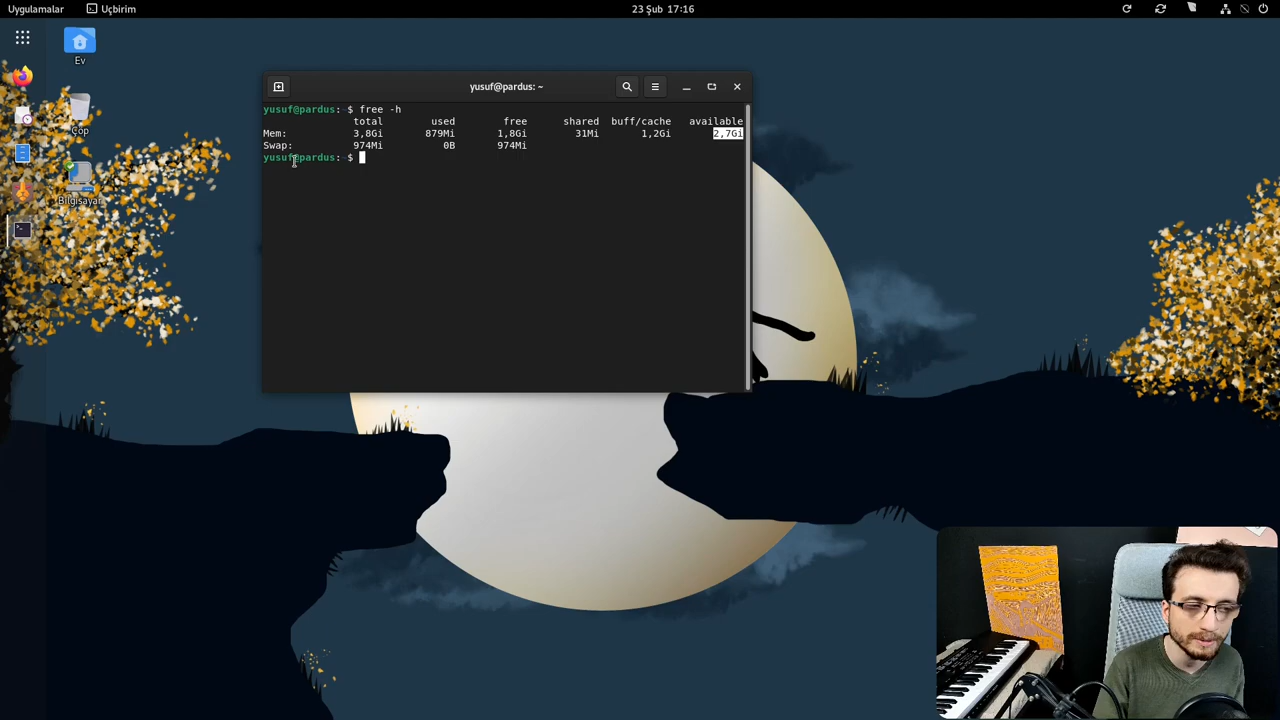 Uygulamalar Uçbirim 23 Şub 17:16
Ev
Çöp
Bilgisayar
yusuf@pardus: ~
yusuf@pardus:~$ free -h
total used free shared buff/cache available
Mem: 3,8Gi 879Mi 1,8Gi 31Mi 1,2Gi 2,7Gi
Swap: 974Mi 0B 974Mi
yusuf@pardus:~$